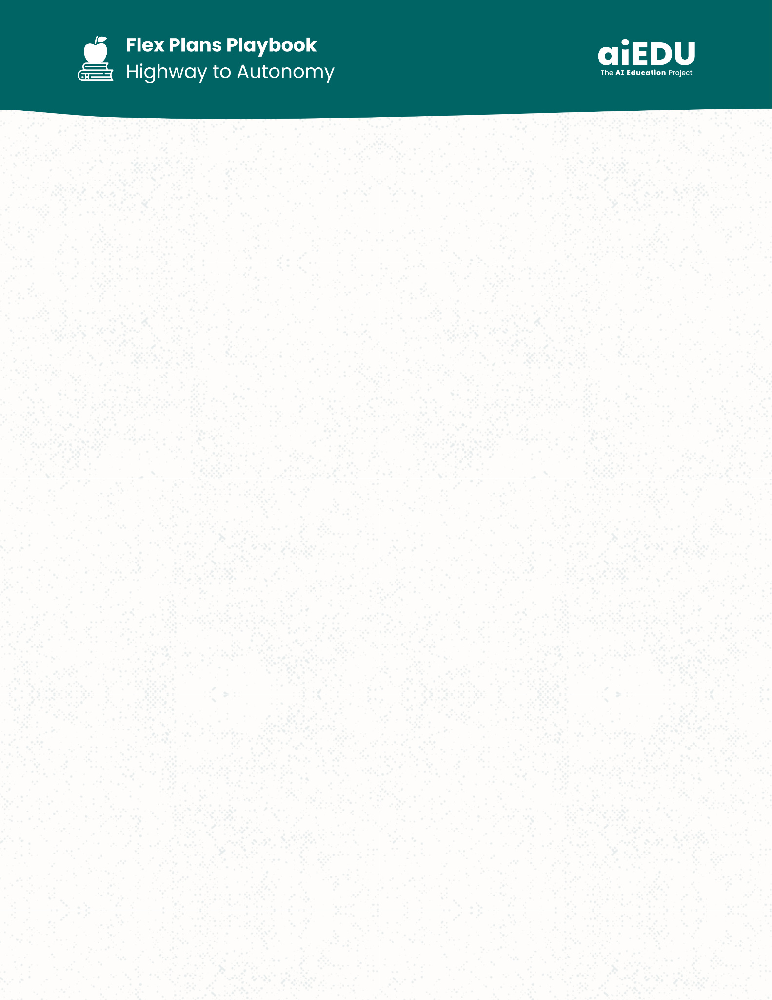 Flex Plans Playbook
Highway to Autonomy
aiEDU
The AI Education Project